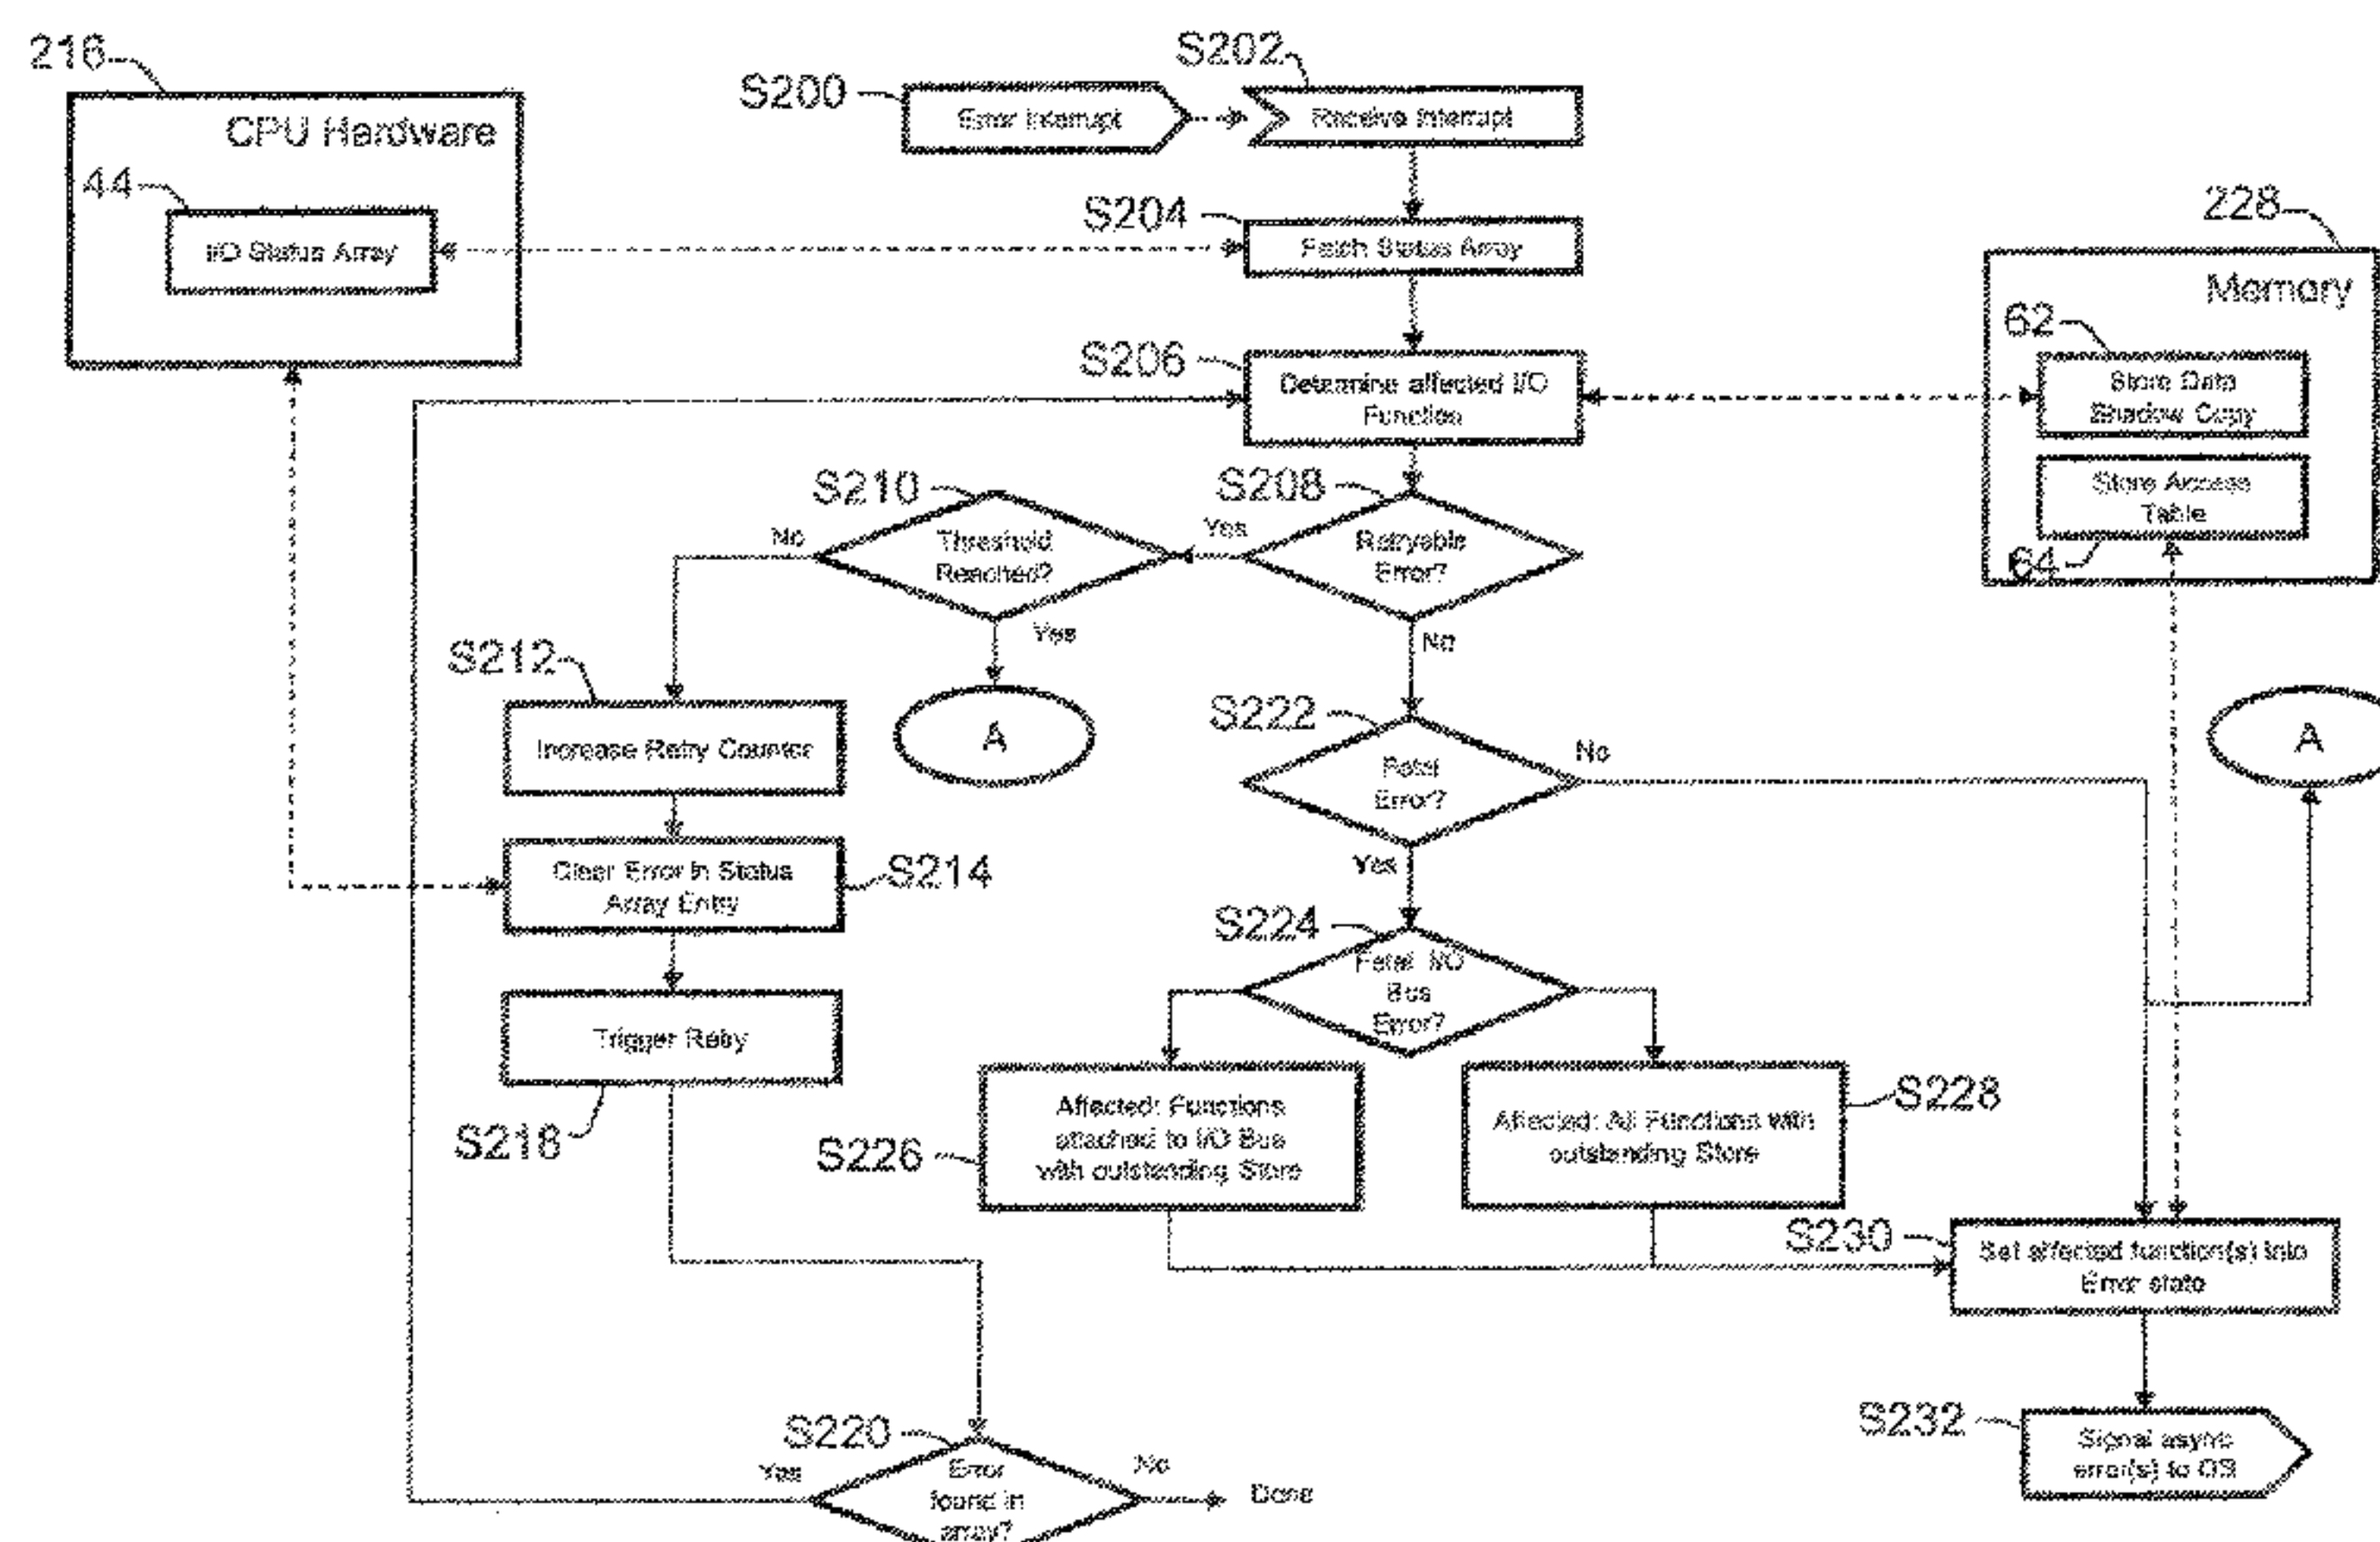 216
CPU Hardware
44
I/O Status Array
S200
Error Interrupt
S202
Receive Interrupt
S204
Fetch Status Array
228
Memory
62
Store Data
Shadow Copy
Store Access
Table
64
S206
Determine affected I/O
Function
S208
Retryable
Error?
Yes
No
S210
Threshold
Reached?
No
Yes
A
S212
Increase Retry Counter
S214
Clear Error in Status
Array Entry
S218
Trigger Retry
S222
Fatal
Error?
No
Yes
A
S224
Fatal I/O
Bus
Error?
S226
Affected: Functions
attached to I/O Bus
with outstanding Store
S228
Affected: All Functions with
outstanding Store
S230
Set affected function(s) into
Error state
S232
Signal async
error(s) to OS
S220
Error
found in
array?
Yes
No
Done